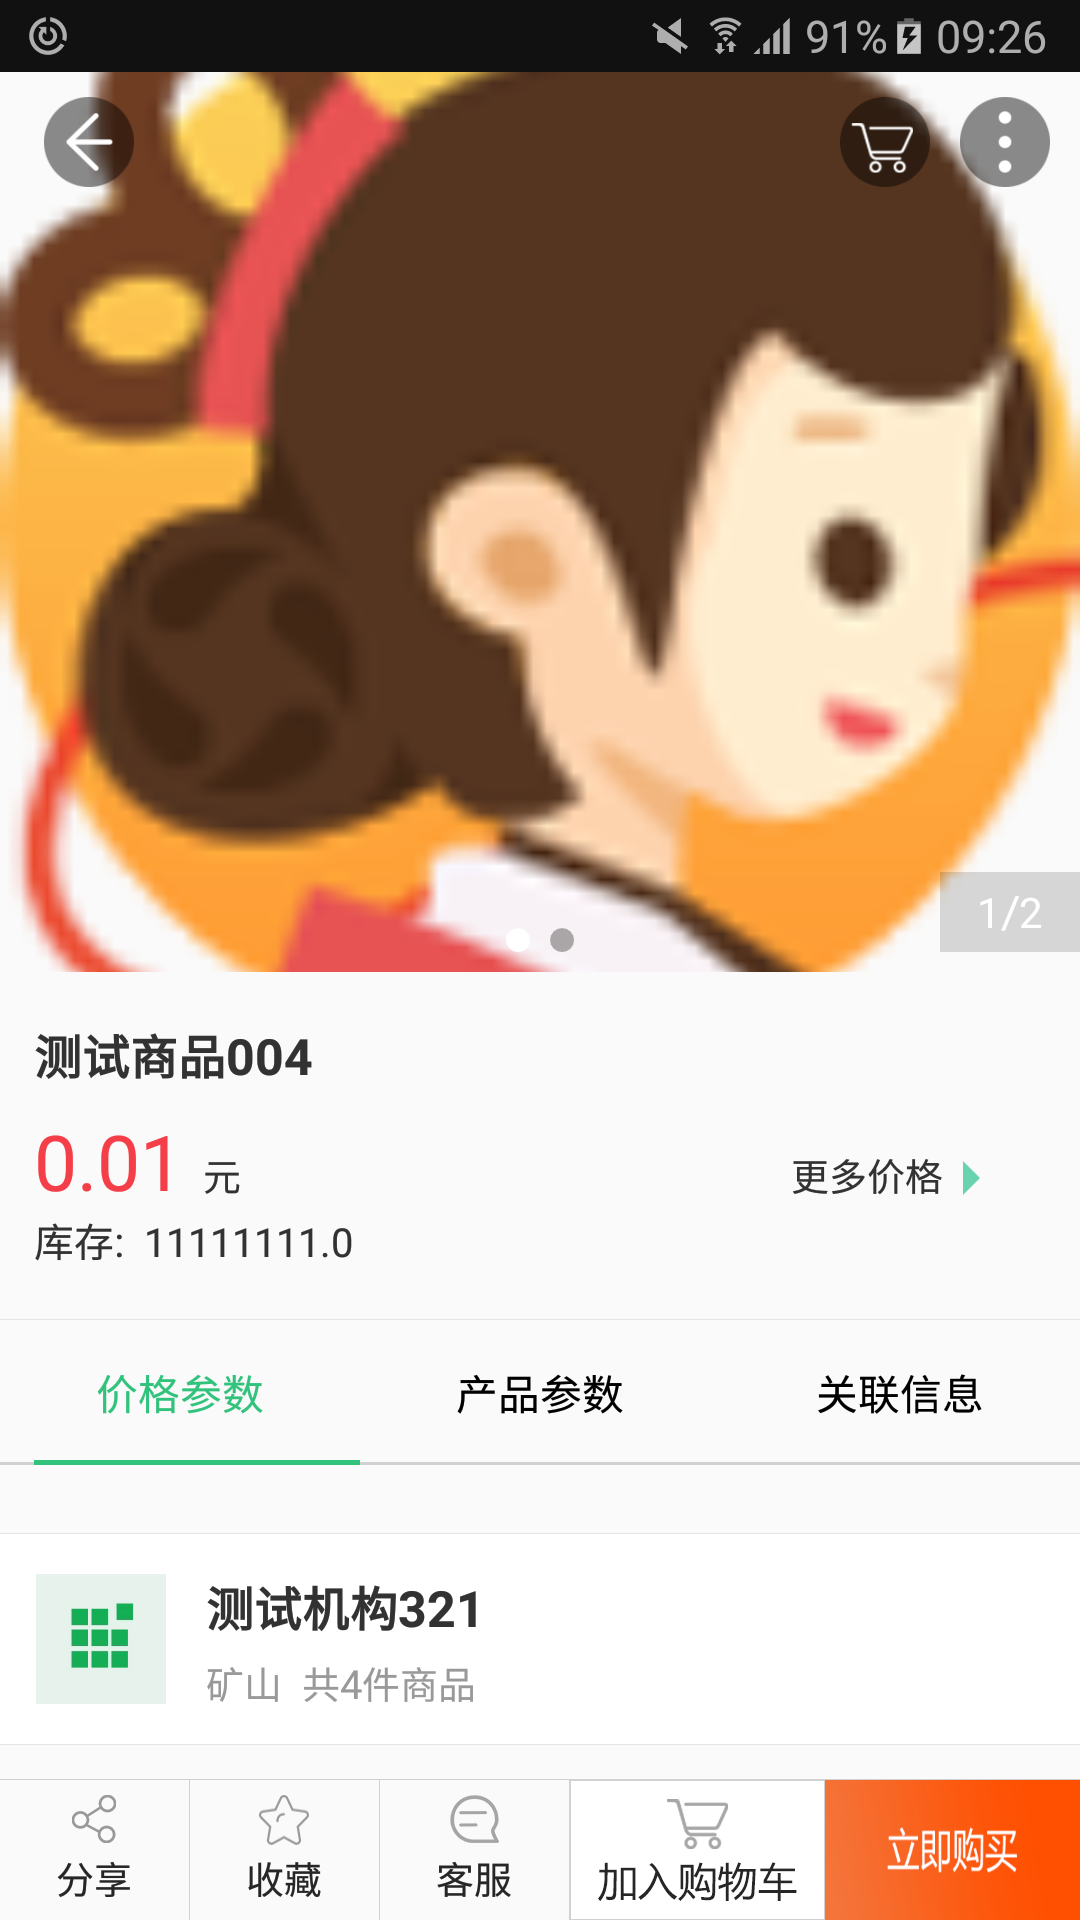 91% 09:26
1/2
测试商品004
0.01 元
更多价格
库存: 11111111.0
价格参数 产品参数 关联信息
测试机构321
矿山 共4件商品
分享 收藏 客服 加入购物车 立即购买